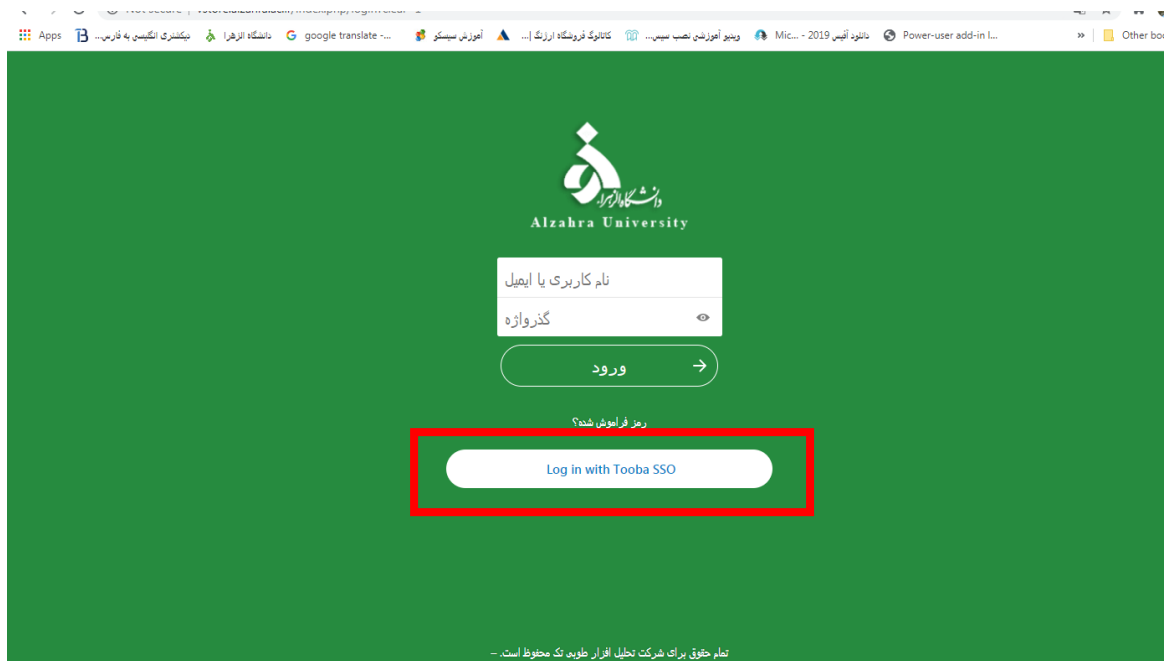 Apps دیکشنری انگلیسی به فارسی... دانشگاه الزهرا google translate -... آموزش سیسکو کاتالوگ فروشگاه ارژنگ |... ویدیو آموزشی نصب سیس... دانلود آفیس 2019 - Mic... Power-user add-in I... » Other boo
دانشگاه الزهرا
Alzahra University
نام کاربری یا ایمیل
گذرواژه
ورود
رمز فراموش شده؟
Log in with Tooba SSO
تمام حقوق برای شرکت تحلیل افزار طوبی تک محفوظ است. –